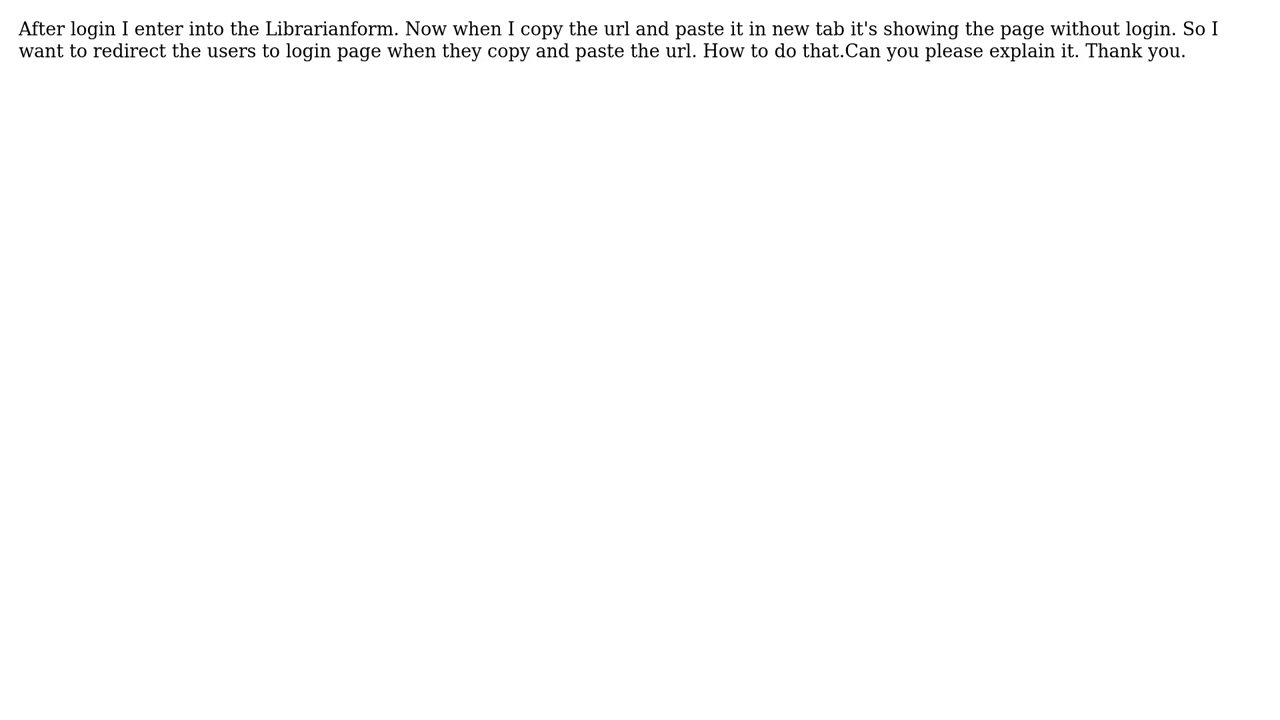 After login I enter into the Librarianform. Now when I copy the url and paste it in new tab it's showing the page without login. So I
want to redirect the users to login page when they copy and paste the url. How to do that.Can you please explain it. Thank you.